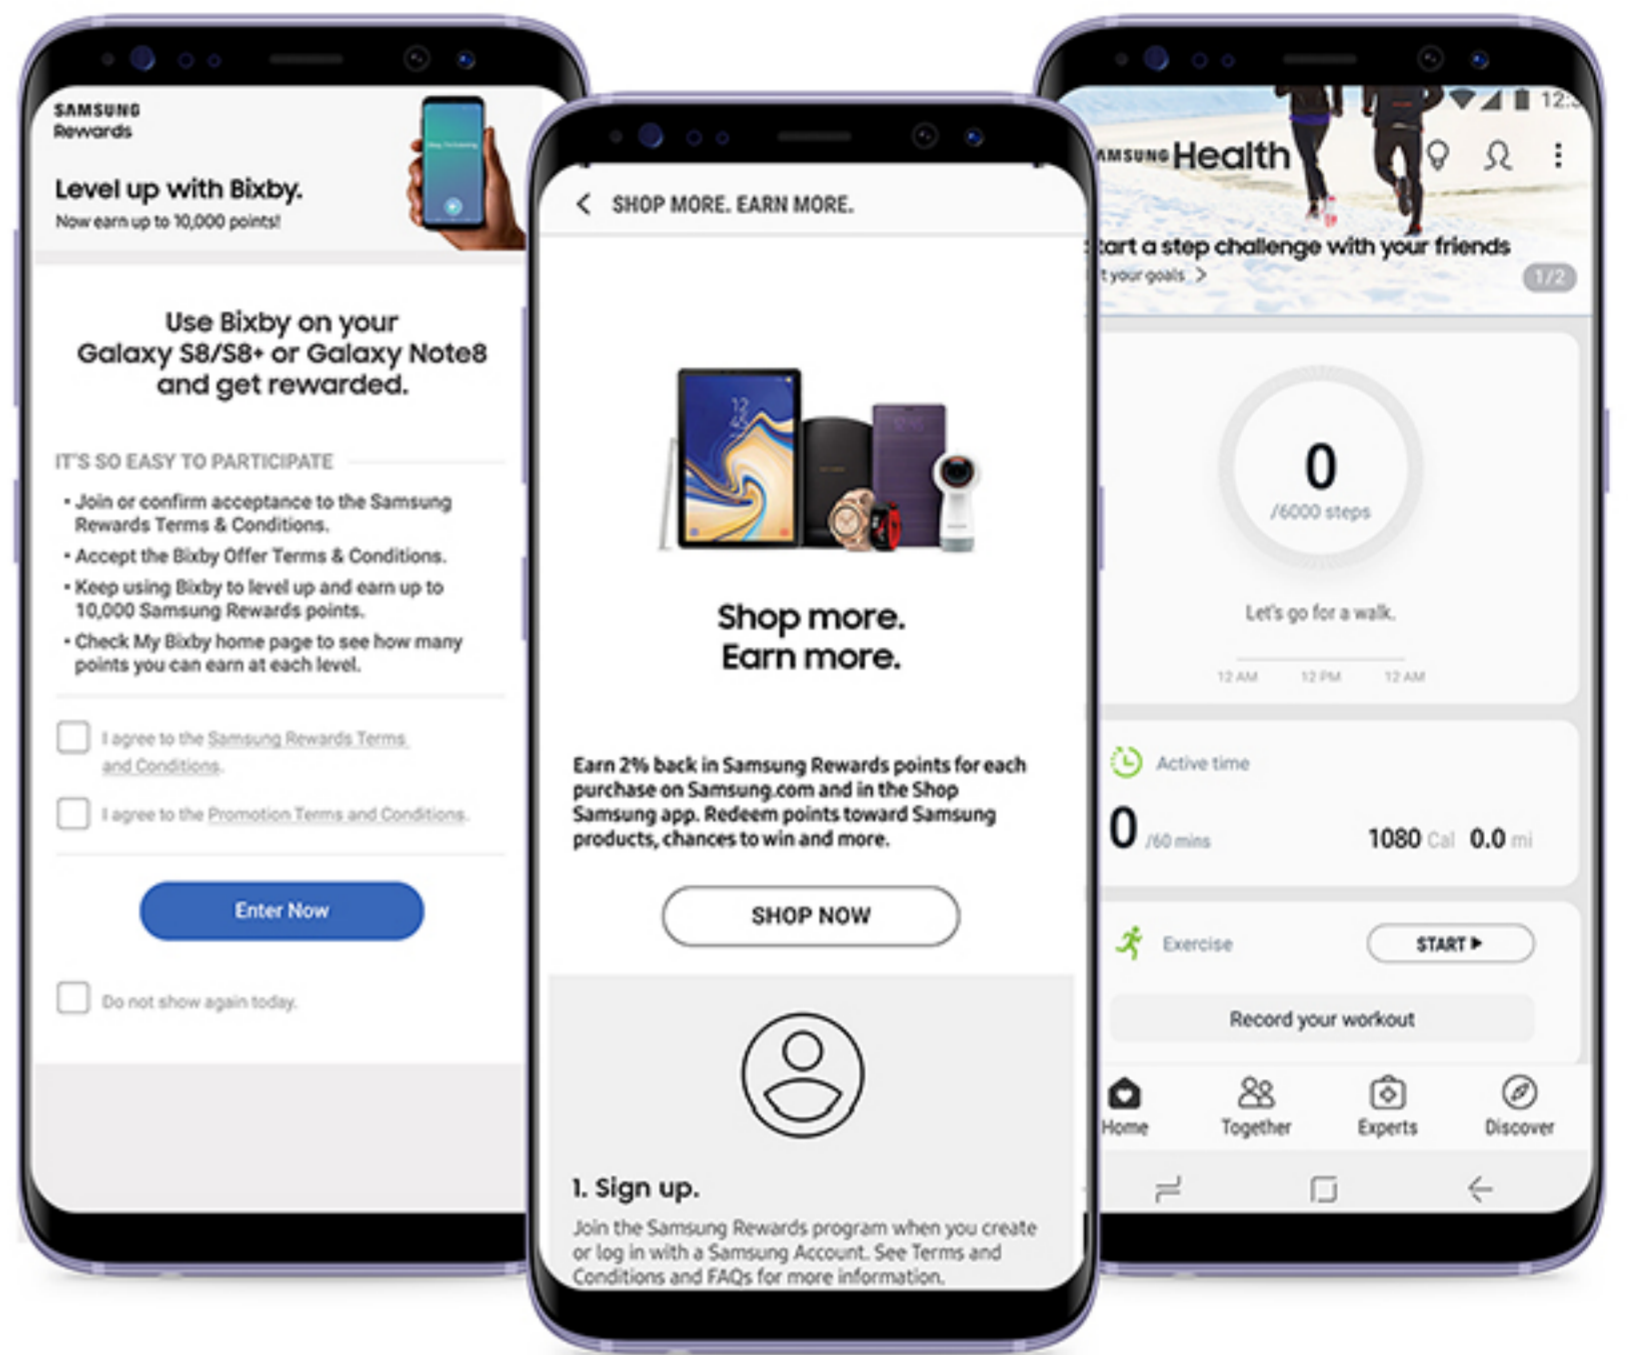 SAMSUNG
Rewards
Level up with Bixby.
Now earn up to 10,000 points!
Use Bixby on your
Galaxy S8/S8+ or Galaxy Note8
and get rewarded.
IT'S SO EASY TO PARTICIPATE
• Join or confirm acceptance to the Samsung
Rewards Terms & Conditions.
• Accept the Bixby Offer Terms & Conditions.
• Keep using Bixby to level up and earn up to
10,000 Samsung Rewards points.
• Check My Bixby home page to see how many
points you can earn at each level.
I agree to the Samsung Rewards Terms
and Conditions.
I agree to the Promotion Terms and Conditions.
Enter Now
Do not show again today.
SHOP MORE. EARN MORE.
Shop more.
Earn more.
Earn 2% back in Samsung Rewards points for each
purchase on Samsung.com and in the Shop
Samsung app. Redeem points toward Samsung
products, chances to win and more.
SHOP NOW
1. Sign up.
Join the Samsung Rewards program when you create
or log in with a Samsung Account. See Terms and
Conditions and FAQs for more information.
AMSUNG Health
tart a step challenge with your friends
t your goals >
1/2
0
/6000 steps
Let's go for a walk.
12 AM 12 PM 12 AM
Active time
0 /60 mins 1080 Cal 0.0 mi
Exercise START
Record your workout
Home Together Experts Discover